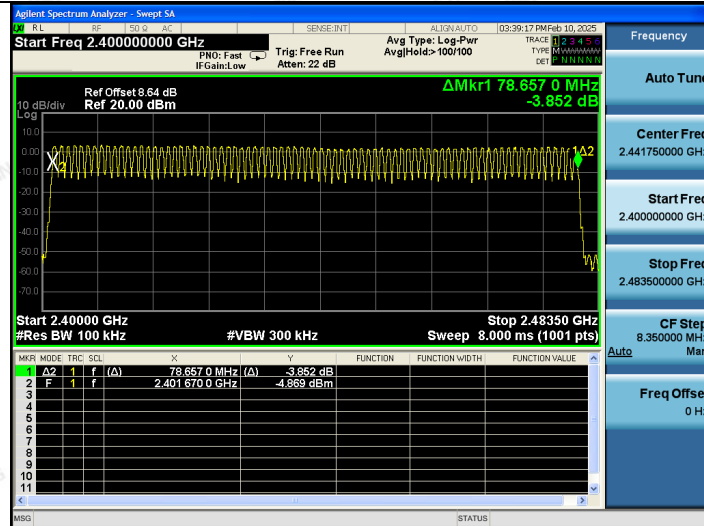 Agilent Spectrum Analyzer - Swept SA
LXI RL RF 50 Ω AC SENSE:INT ALIGNAUTO 03:39:17 PMFeb 10, 2025
Start Freq 2.400000000 GHz
PNO: Fast
IFGain:Low
Trig: Free Run
Atten: 22 dB
Avg Type: Log-Pwr
Avg|Hold:>100/100
TRACE 1 2 3 4 5 6
TYPE M
DET P N N N N N
Ref Offset 8.64 dB
10 dB/div Ref 20.00 dBm
Log
ΔMkr1 78.657 0 MHz
-3.852 dB
10.0
0.00
-10.0
-20.0
-30.0
-40.0
-50.0
-60.0
-70.0
X2
1Δ2
Start 2.40000 GHz Stop 2.48350 GHz
#Res BW 100 kHz #VBW 300 kHz Sweep 8.000 ms (1001 pts)
MKR MODE TRC SCL X Y FUNCTION FUNCTION WIDTH FUNCTION VALUE
1 Δ2 1 f (Δ) 78.657 0 MHz (Δ) -3.852 dB
2 F 1 f 2.401 670 0 GHz -4.869 dBm
3
4
5
6
7
8
9
10
11
MSG STATUS
Frequency
Auto Tune
Center Freq
2.441750000 GHz
Start Freq
2.400000000 GHz
Stop Freq
2.483500000 GHz
CF Step
8.350000 MHz
Auto Man
Freq Offset
0 Hz